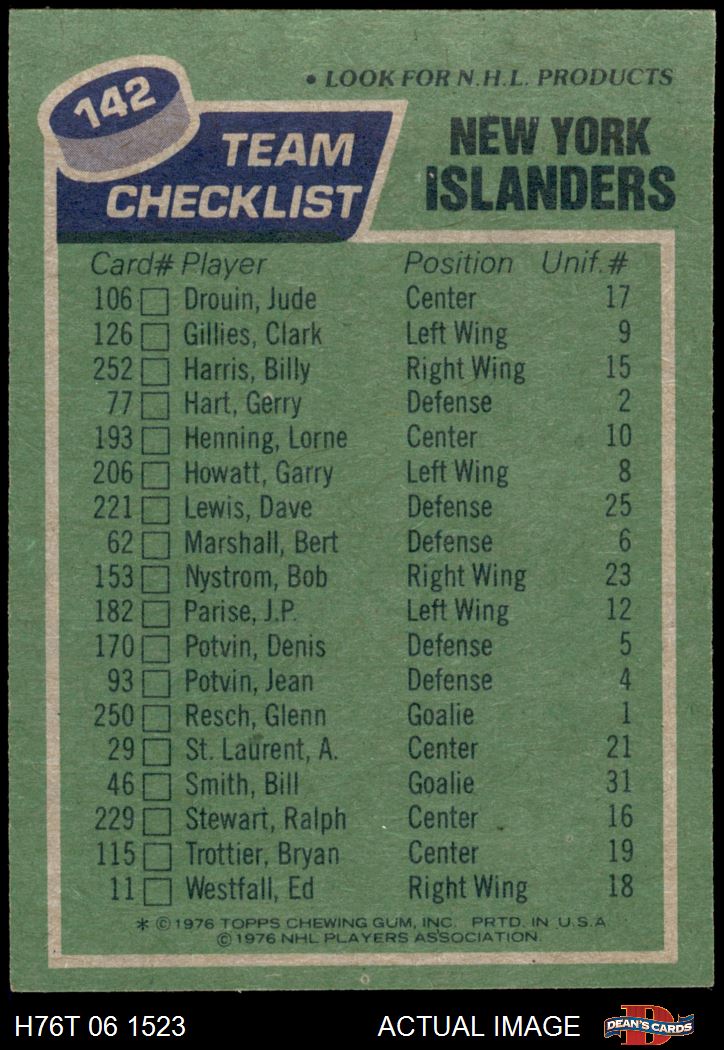 • LOOK FOR N.H.L. PRODUCTS
142
TEAM CHECKLIST
NEW YORK ISLANDERS
Card# Player Position Unif.#
106 Drouin, Jude Center 17
126 Gillies, Clark Left Wing 9
252 Harris, Billy Right Wing 15
77 Hart, Gerry Defense 2
193 Henning, Lorne Center 10
206 Howatt, Garry Left Wing 8
221 Lewis, Dave Defense 25
62 Marshall, Bert Defense 6
153 Nystrom, Bob Right Wing 23
182 Parise, J.P. Left Wing 12
170 Potvin, Denis Defense 5
93 Potvin, Jean Defense 4
250 Resch, Glenn Goalie 1
29 St. Laurent, A. Center 21
46 Smith, Bill Goalie 31
229 Stewart, Ralph Center 16
115 Trottier, Bryan Center 19
11 Westfall, Ed Right Wing 18
* © 1976 TOPPS CHEWING GUM, INC. PRTD. IN U.S.A
© 1976 NHL PLAYERS ASSOCIATION.
H76T 06 1523 ACTUAL IMAGE D DEAN'S CARDS